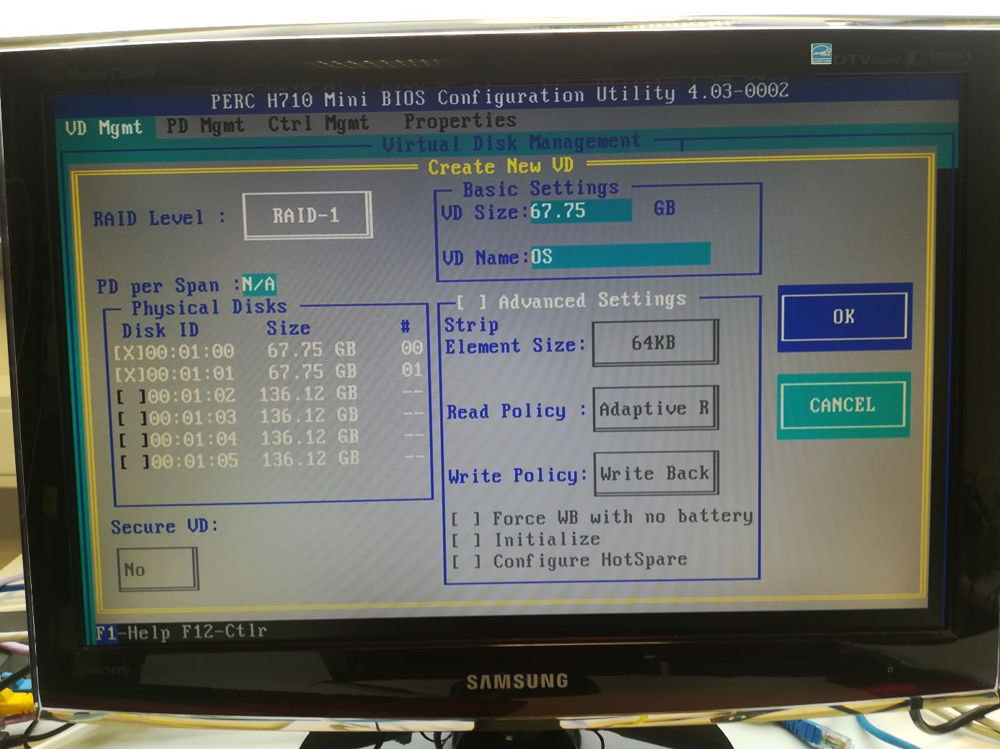 SyncMaster T200HD
DTV
PERC H710 Mini BIOS Configuration Utility 4.03-0002
VD Mgmt PD Mgmt Ctrl Mgmt Properties
Virtual Disk Management
Create New VD
RAID Level : RAID-1
Basic Settings
VD Size:67.75 GB
VD Name:OS
PD per Span :N/A
Physical Disks
Disk ID Size #
[X]00:01:00 67.75 GB 00
[X]00:01:01 67.75 GB 01
[ ]00:01:02 136.12 GB --
[ ]00:01:03 136.12 GB --
[ ]00:01:04 136.12 GB --
[ ]00:01:05 136.12 GB --
Secure VD:
No
[ ] Advanced Settings
Strip
Element Size: 64KB
Read Policy : Adaptive R
Write Policy: Write Back
[ ] Force WB with no battery
[ ] Initialize
[ ] Configure HotSpare
OK
CANCEL
F1-Help F12-Ctlr
HDMI
SAMSUNG